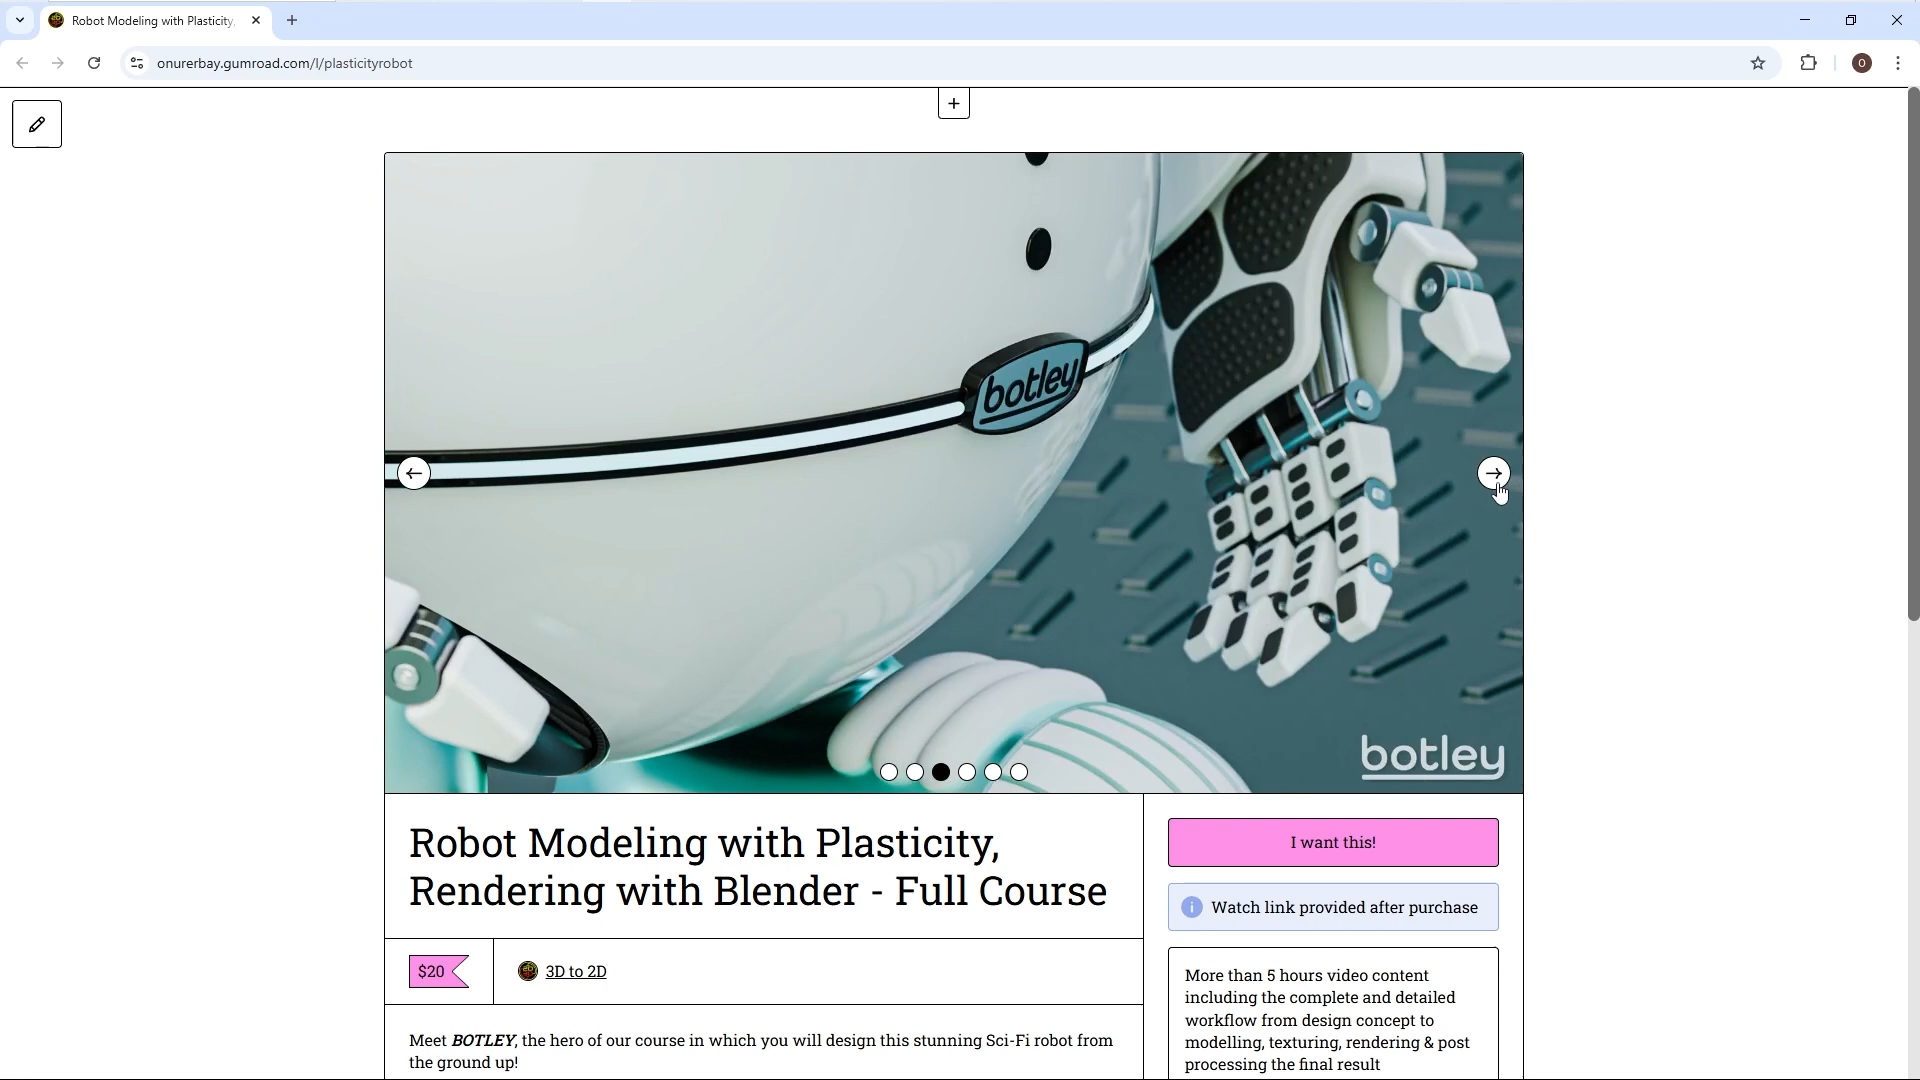 Robot Modeling with Plasticity,
onurerbay.gumroad.com/l/plasticityrobot
O
botley
botley
Robot Modeling with Plasticity,
Rendering with Blender - Full Course
I want this!
Watch link provided after purchase
$20
3D to 2D
More than 5 hours video content
including the complete and detailed
workflow from design concept to
modelling, texturing, rendering & post
processing the final result
Meet BOTLEY, the hero of our course in which you will design this stunning Sci-Fi robot from
the ground up!